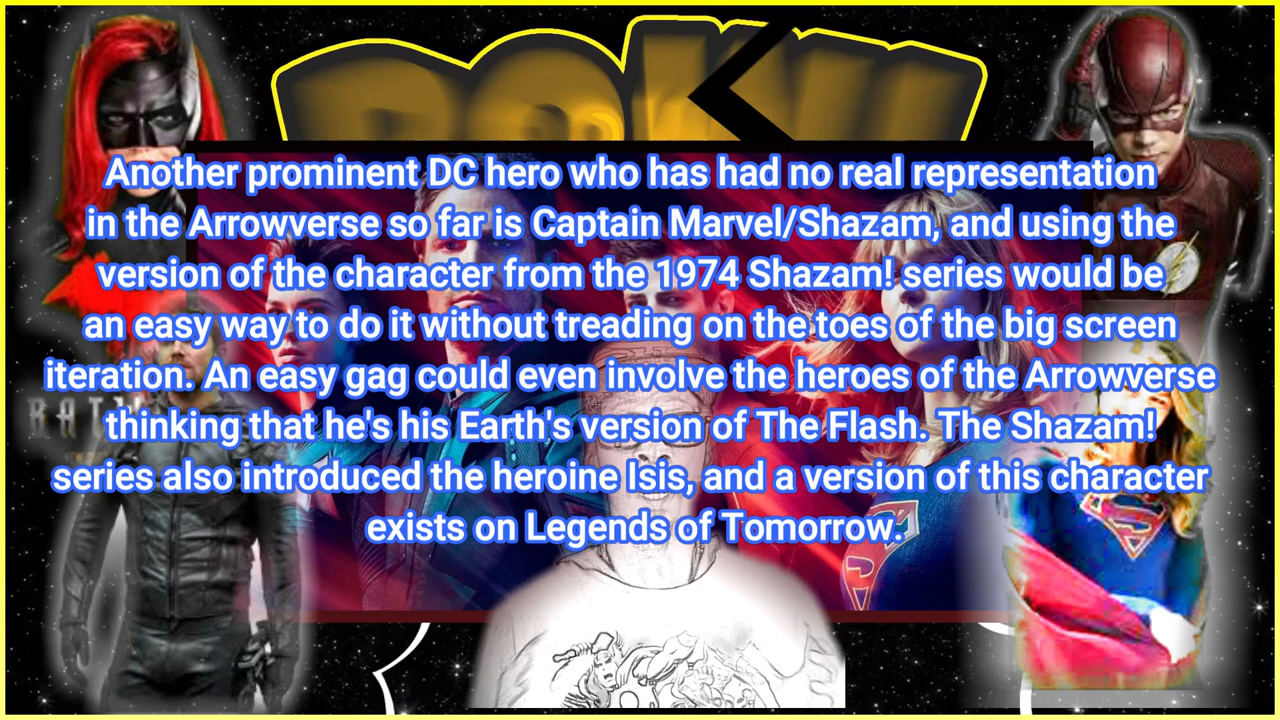 Another prominent DC hero who has had no real representation
in the Arrowverse so far is Captain Marvel/Shazam, and using the
version of the character from the 1974 Shazam! series would be
an easy way to do it without treading on the toes of the big screen
iteration. An easy gag could even involve the heroes of the Arrowverse
thinking that he's his Earth's version of The Flash. The Shazam!
series also introduced the heroine Isis, and a version of this character
exists on Legends of Tomorrow.